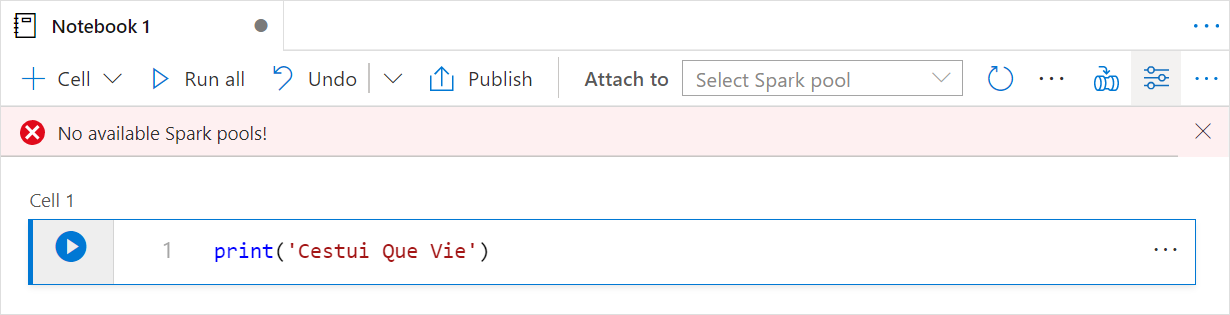 Notebook 1
Cell Run all Undo Publish Attach to Select Spark pool
No available Spark pools!
Cell 1
1 print('Cestui Que Vie')